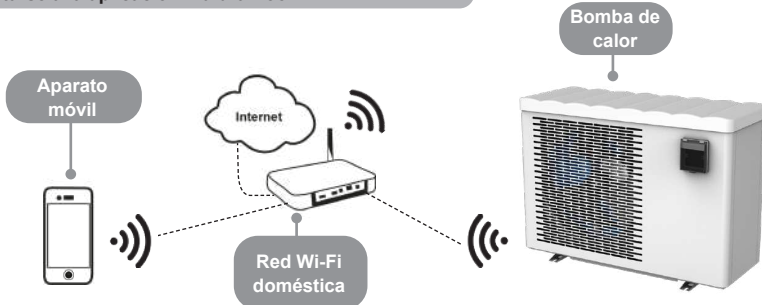 Bomba de
calor
Aparato
móvil
Internet
Red Wi-Fi
doméstica